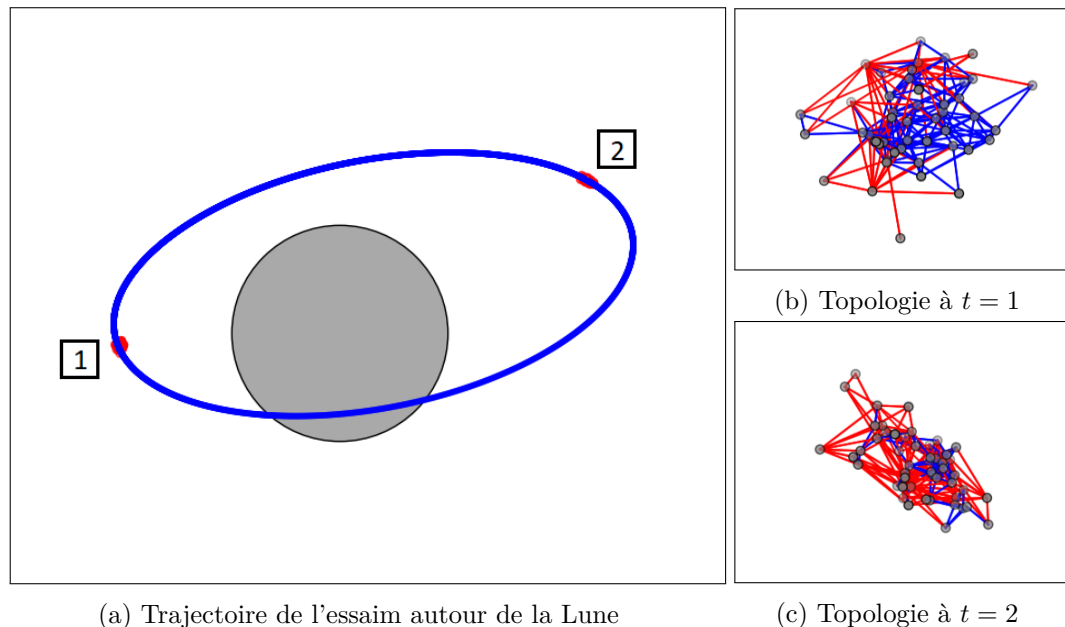 1
2
(a) Trajectoire de l'essaim autour de la Lune
(b) Topologie à t = 1
(c) Topologie à t = 2